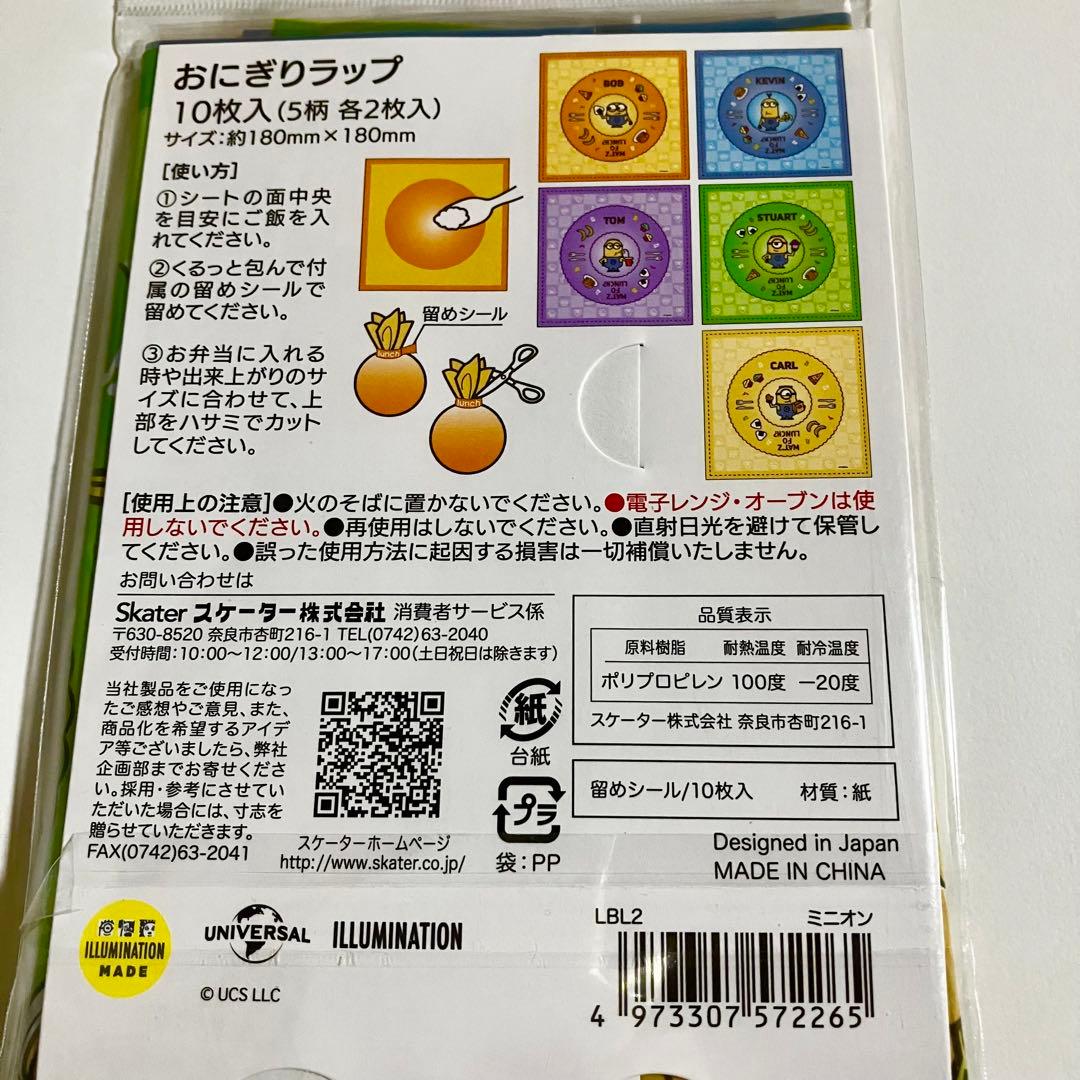 おにぎりラップ
10枚入(5柄 各2枚入)
サイズ:約180mm×180mm
[使い方]
①シートの面中央
を目安にご飯を入
れてください。
②くるっと包んで付
属の留めシールで
留めてください。
③お弁当に入れる
時や出来上がりのサ
イズに合わせて、上
部をハサミでカット
してください。
留めシール
lunch
lunch
BOB
MAT'Z
FO
LUNCH?
KEVIN
MAT'Z
FO
LUNCH?
TOM
MAT'Z
FO
LUNCH?
STUART
MAT'Z
FO
LUNCH?
CARL
MAT'Z
FO
LUNCH?
[使用上の注意]●火のそばに置かないでください。●電子レンジ・オーブンは使
用しないでください。●再使用はしないでください。●直射日光を避けて保管し
てください。●誤った使用方法に起因する損害は一切補償いたしません。
お問い合わせは
Skater スケーター株式会社 消費者サービス係
〒630-8520 奈良市杏町216-1 TEL(0742)63-2040
受付時間:10:00〜12:00/13:00〜17:00(土日祝日は除きます)
当社製品をご使用になっ
たご感想やご意見、また、
商品化を希望するアイデ
ア等ございましたら、弊社
企画部までお寄せくださ
い。採用・参考にさせてい
ただいた場合には、寸志を
贈らせていただきます。
FAX(0742)63-2041
スケーターホームページ
http://www.skater.co.jp/
紙
台紙
プラ
袋:PP
品質表示
原料樹脂 耐熱温度 耐冷温度
ポリプロピレン 100度 −20度
スケーター株式会社 奈良市杏町216-1
留めシール/10枚入 材質:紙
Designed in Japan
MADE IN CHINA
ILLUMINATION
MADE
UNIVERSAL
ILLUMINATION
© UCS LLC
LBL2 ミニオン
4 973307 572265